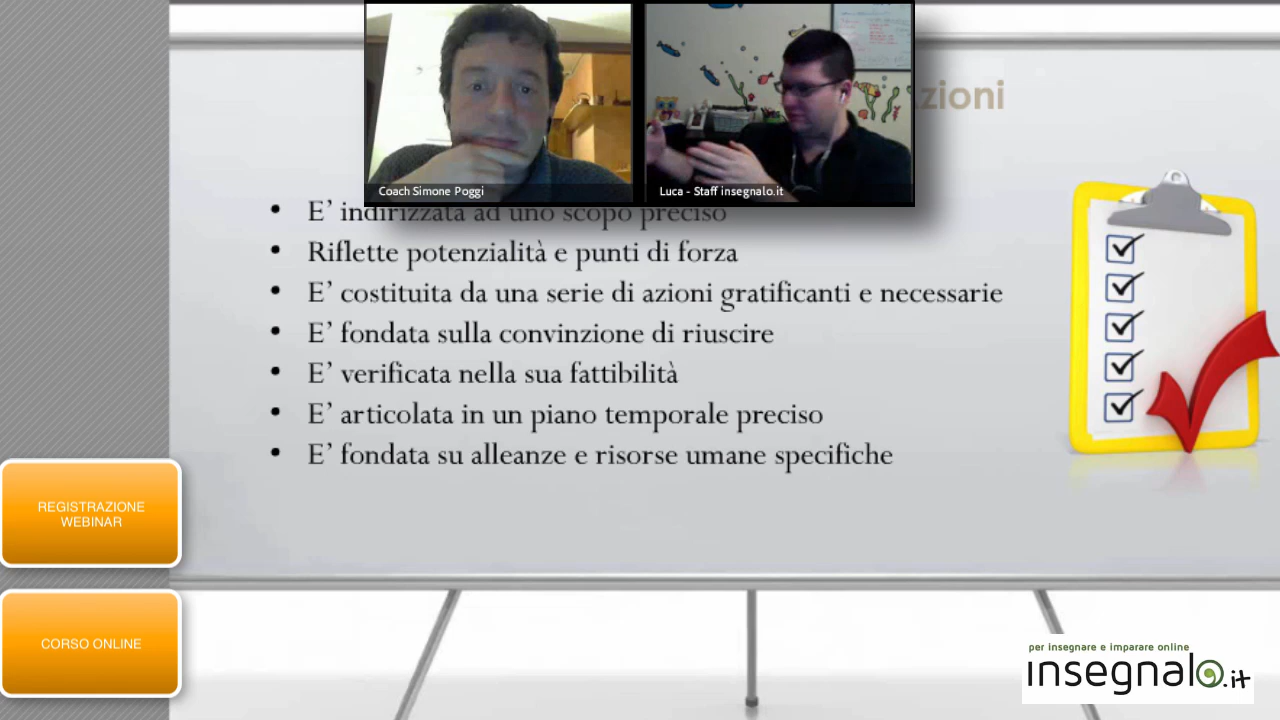 zioni
Coach Simone Poggi
Luca - Staff insegnalo.it
E' indirizzata ad uno scopo preciso
Riflette potenzialità e punti di forza
E' costituita da una serie di azioni gratificanti e necessarie
E' fondata sulla convinzione di riuscire
E' verificata nella sua fattibilità
E' articolata in un piano temporale preciso
E' fondata su alleanze e risorse umane specifiche
REGISTRAZIONE
WEBINAR
CORSO ONLINE
per insegnare e imparare online
insegnalo.it